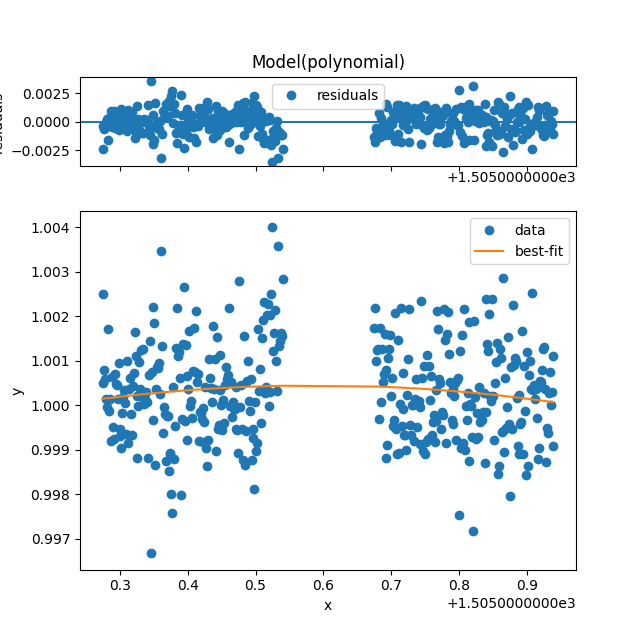 Model(polynomial)
0.0025
0.0000
−0.0025
residuals
+1.5050000000e3
1.004
1.003
1.002
1.001
1.000
0.999
0.998
0.997
y
data
best-fit
0.3 0.4 0.5 0.6 0.7 0.8 0.9
x
+1.5050000000e3